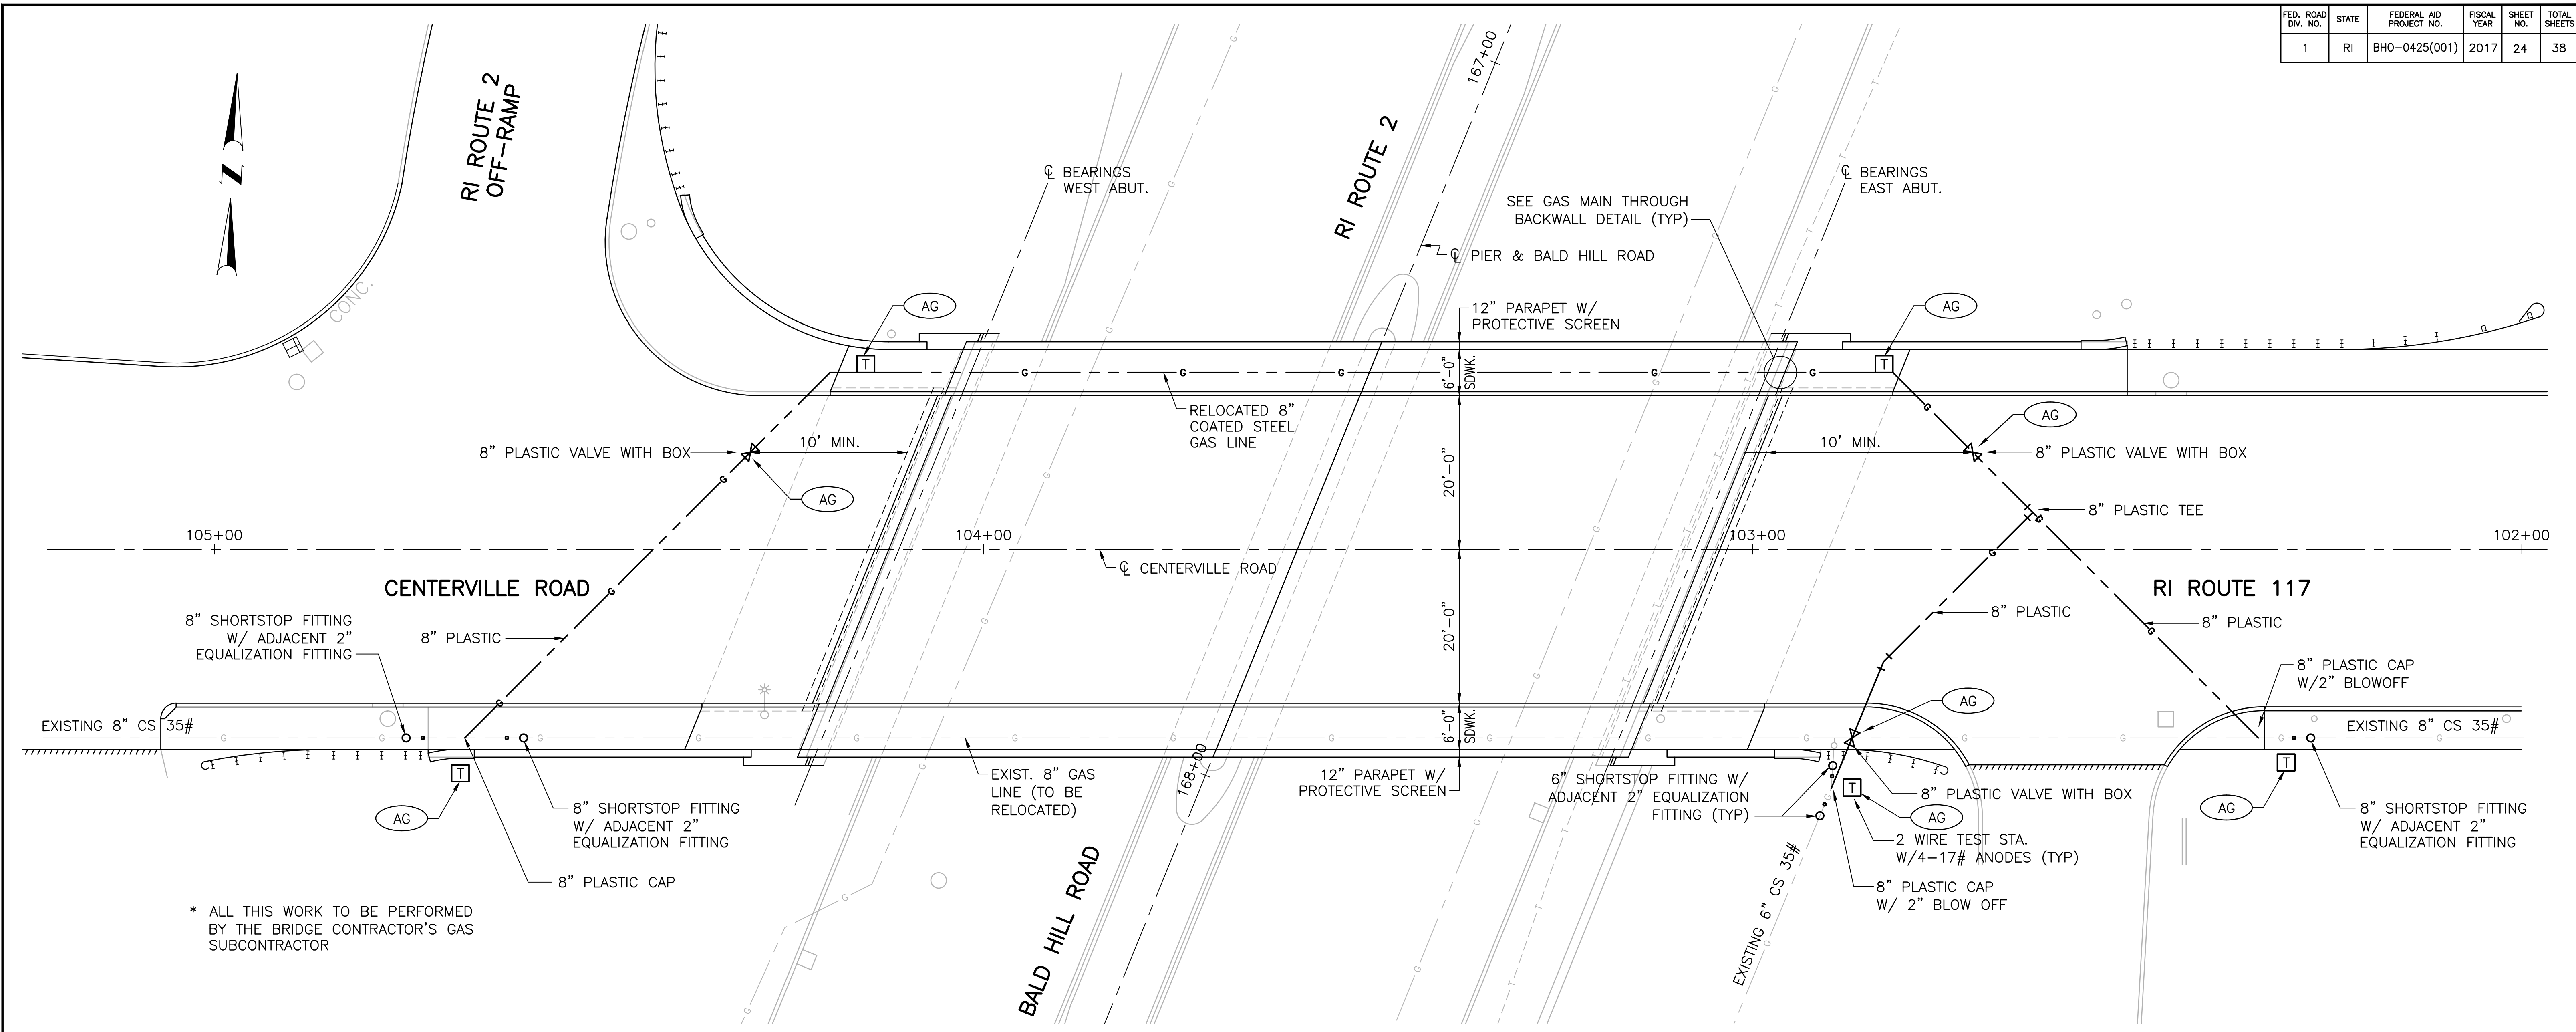 FED. ROAD DIV. NO. STATE FEDERAL AID PROJECT NO. FISCAL YEAR SHEET NO. TOTAL SHEETS
1 RI BHO-0425(001) 2017 24 38
N
RI ROUTE 2
OFF-RAMP
CONC.
℄ BEARINGS
WEST ABUT.
RI ROUTE 2
167+00
℄ BEARINGS
EAST ABUT.
SEE GAS MAIN THROUGH
BACKWALL DETAIL (TYP)
℄ PIER & BALD HILL ROAD
AG
AG
12" PARAPET W/
PROTECTIVE SCREEN
T
T
6'-0"
SDWK.
G G G G G
RELOCATED 8"
COATED STEEL
GAS LINE
AG
8" PLASTIC VALVE WITH BOX
10' MIN.
10' MIN.
8" PLASTIC VALVE WITH BOX
20'-0"
AG
8" PLASTIC TEE
105+00
104+00
103+00
102+00
℄ CENTERVILLE ROAD
CENTERVILLE ROAD
RI ROUTE 117
8" SHORTSTOP FITTING
W/ ADJACENT 2"
EQUALIZATION FITTING
8" PLASTIC
20'-0"
8" PLASTIC
8" PLASTIC
8" PLASTIC CAP
W/2" BLOWOFF
AG
EXISTING 8" CS 35#
EXISTING 8" CS 35#
6'-0"
SDWK.
T
AG
EXIST. 8" GAS
LINE (TO BE
RELOCATED)
168+00
12" PARAPET W/
PROTECTIVE SCREEN
6" SHORTSTOP FITTING W/
ADJACENT 2" EQUALIZATION
FITTING (TYP)
T
8" PLASTIC VALVE WITH BOX
AG
T
AG
8" SHORTSTOP FITTING
W/ ADJACENT 2"
EQUALIZATION FITTING
8" SHORTSTOP FITTING
W/ ADJACENT 2"
EQUALIZATION FITTING
2 WIRE TEST STA.
W/4-17# ANODES (TYP)
8" PLASTIC CAP
8" PLASTIC CAP
W/ 2" BLOW OFF
EXISTING 6" CS 35#
BALD HILL ROAD
* ALL THIS WORK TO BE PERFORMED
BY THE BRIDGE CONTRACTOR'S GAS
SUBCONTRACTOR